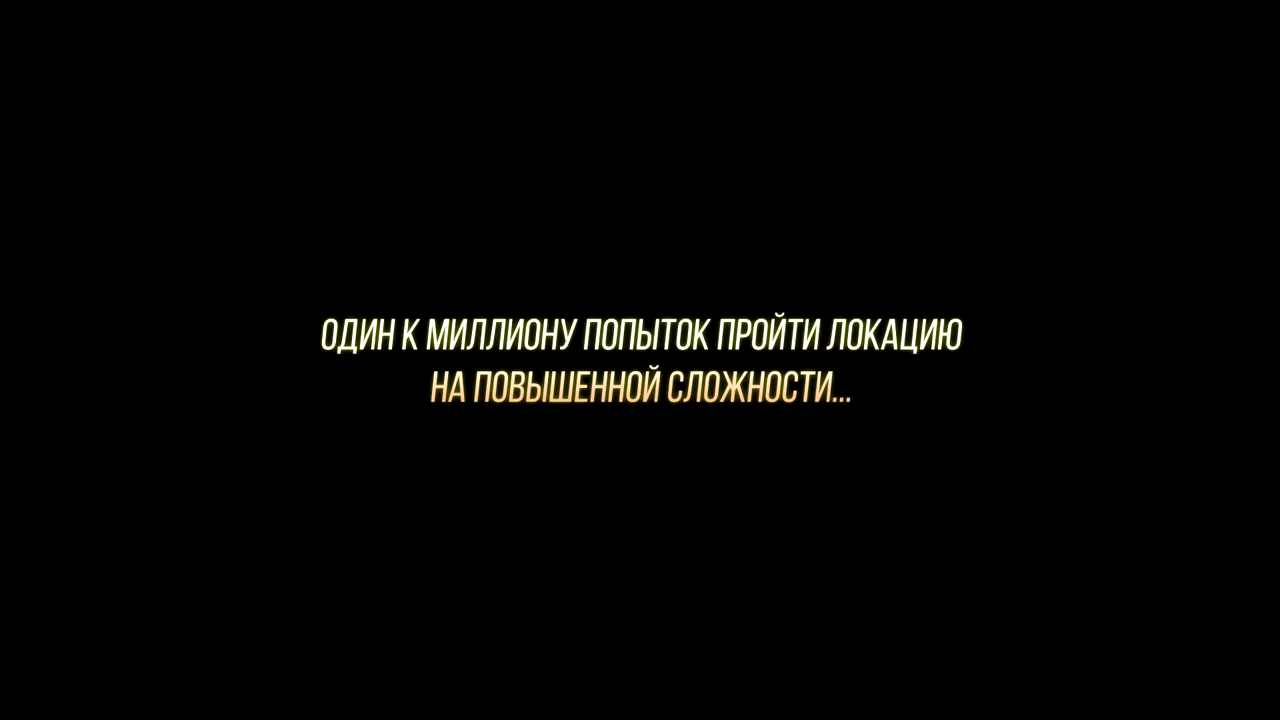 ОДИН К МИЛЛИОНУ ПОПЫТОК ПРОЙТИ ЛОКАЦИЮ
НА ПОВЫШЕННОЙ СЛОЖНОСТИ...